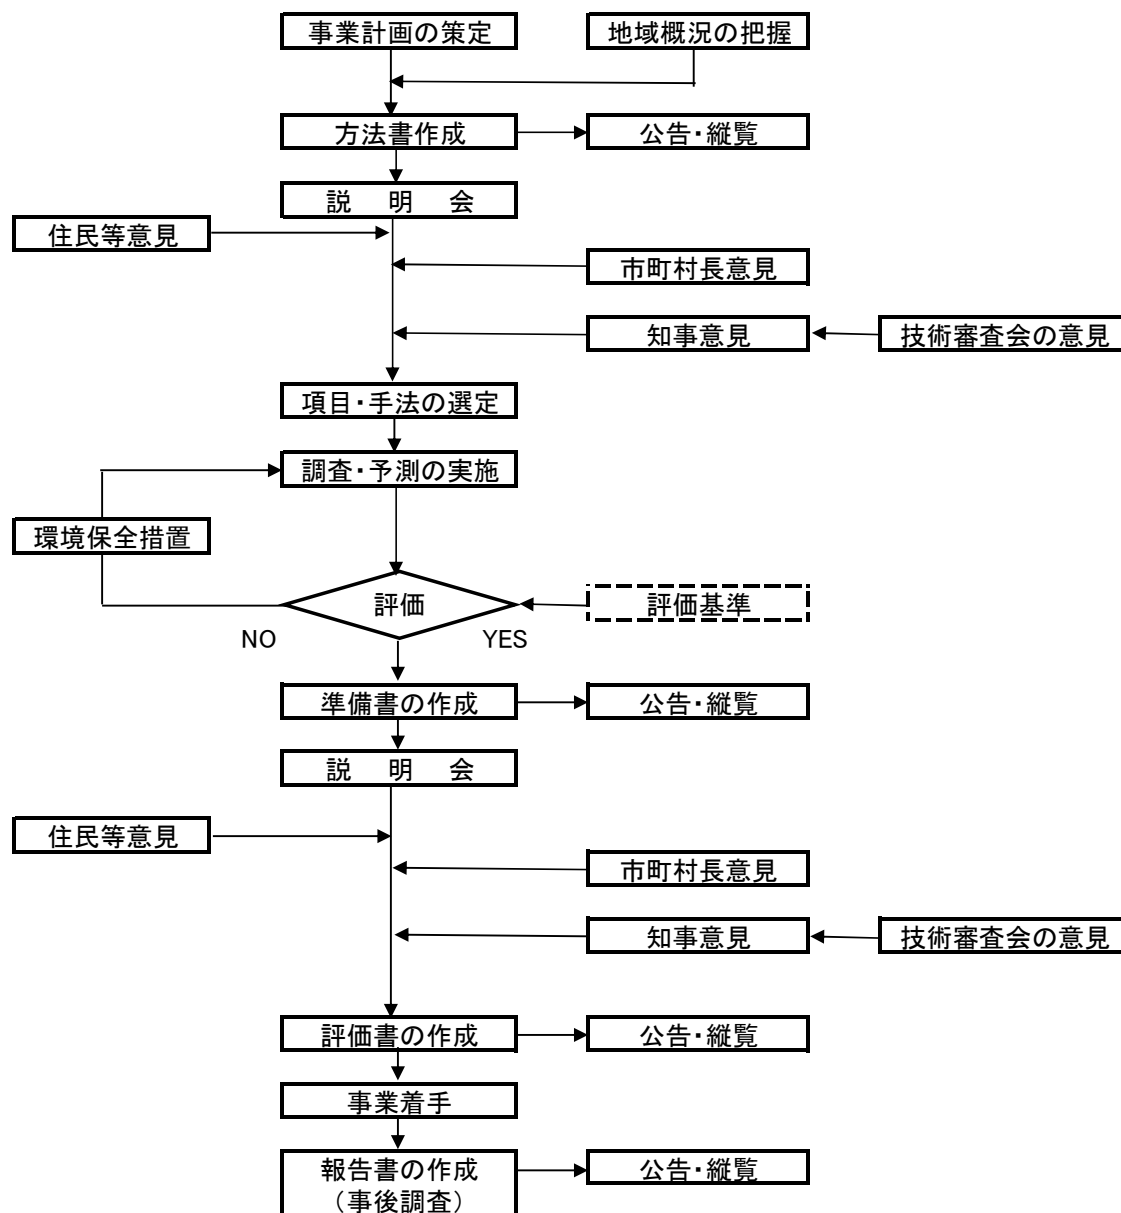 事業計画の策定
地域概況の把握
方法書作成
公告・縦覧
説　明　会
住民等意見
市町村長意見
知事意見
技術審査会の意見
項目・手法の選定
調査・予測の実施
環境保全措置
評価
評価基準
NO
YES
準備書の作成
公告・縦覧
説　明　会
住民等意見
市町村長意見
知事意見
技術審査会の意見
評価書の作成
公告・縦覧
事業着手
報告書の作成
（事後調査）
公告・縦覧